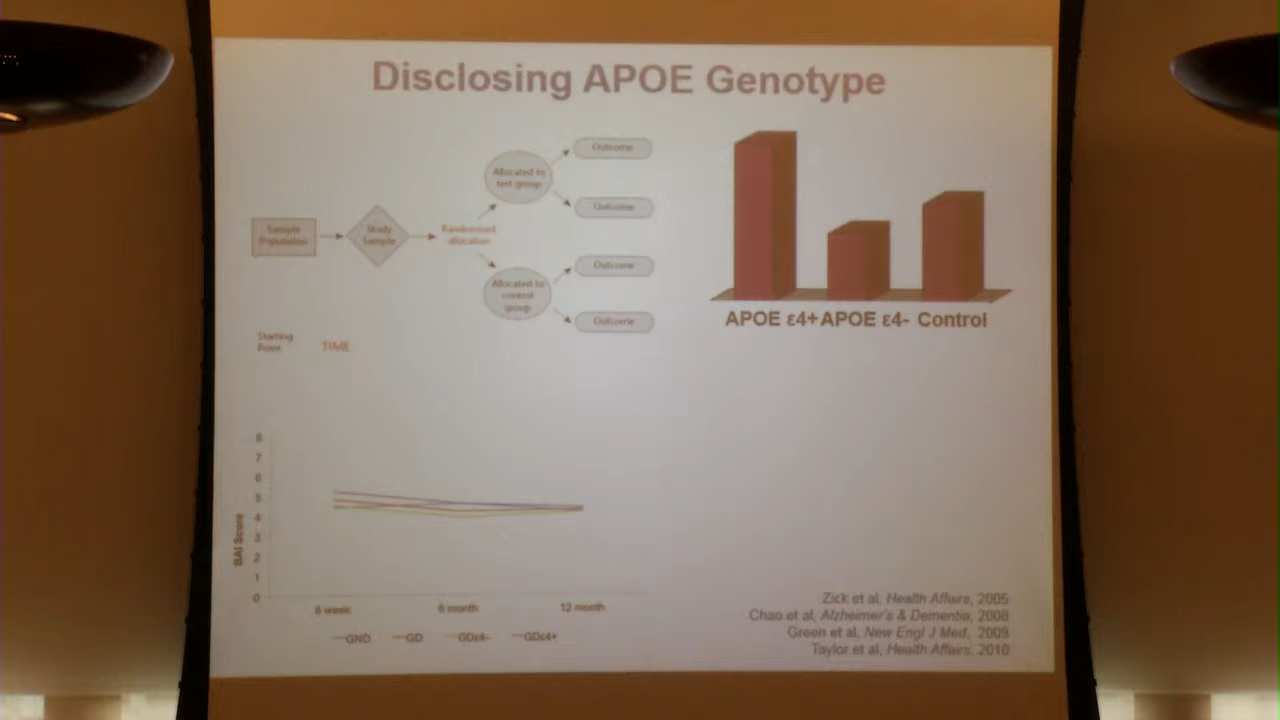 Disclosing APOE Genotype
Outcome
Allocated to
test group
Outcome
Sample
Population
Study
Sample
Randomised
allocation
Outcome
Allocated to
control
group
Outcome
Starting
Point
TIME
APOE ε4+ APOE ε4- Control
8
7
6
5
4
3
2
1
0
BAI Score
6 week 6 month 12 month
GND GD GDε4- GDε4+
Zick et al, Health Affairs, 2005
Chao et al, Alzheimer's & Dementia, 2008
Green et al, New Engl J Med, 2009
Taylor et al, Health Affairs, 2010